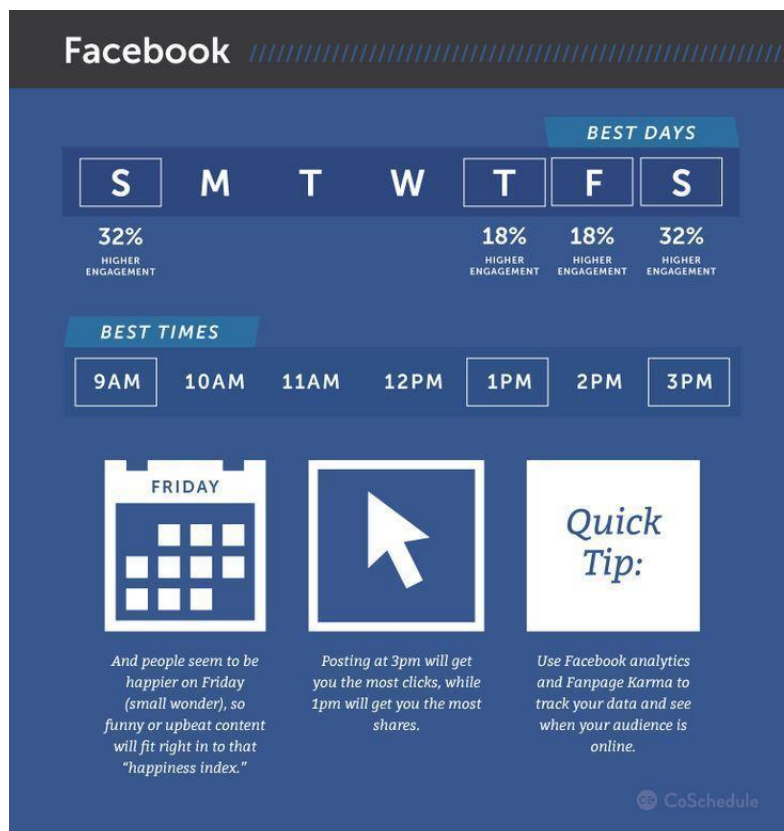 Facebook
BEST DAYS
S M T W T F S
32% 18% 18% 32%
HIGHER HIGHER HIGHER HIGHER
ENGAGEMENT ENGAGEMENT ENGAGEMENT ENGAGEMENT
BEST TIMES
9AM 10AM 11AM 12PM 1PM 2PM 3PM
FRIDAY
And people seem to be
happier on Friday
(small wonder), so
funny or upbeat content
will fit right in to that
“happiness index.”
Posting at 3pm will get
you the most clicks, while
1pm will get you the most
shares.
Quick
Tip:
Use Facebook analytics
and Fanpage Karma to
track your data and see
when your audience is
online.
CoSchedule